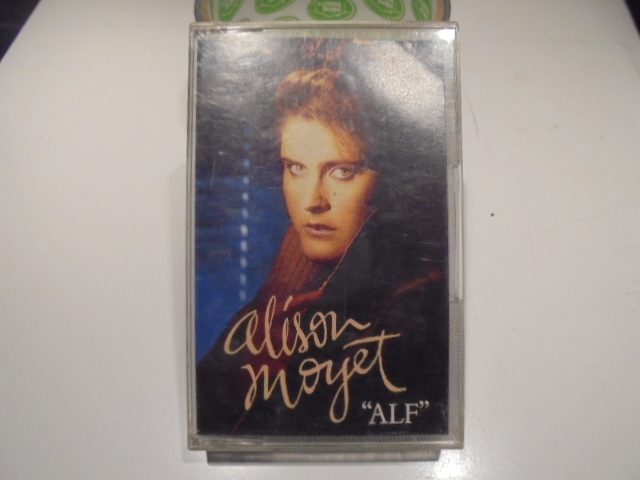 alison
moyet
“ALF”